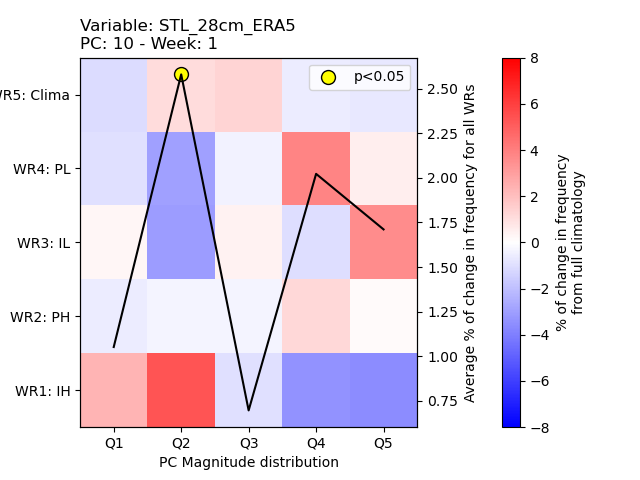 Variable: STL_28cm_ERA5
PC: 10 - Week: 1
p<0.05
WR5: Clima
WR4: PL
WR3: IL
WR2: PH
WR1: IH
Q1 Q2 Q3 Q4 Q5
PC Magnitude distribution
2.50
2.25
2.00
1.75
1.50
1.25
1.00
0.75
Average % of change in frequency for all WRs
8
6
4
2
0
−2
−4
−6
−8
% of change in frequency
from full climatology